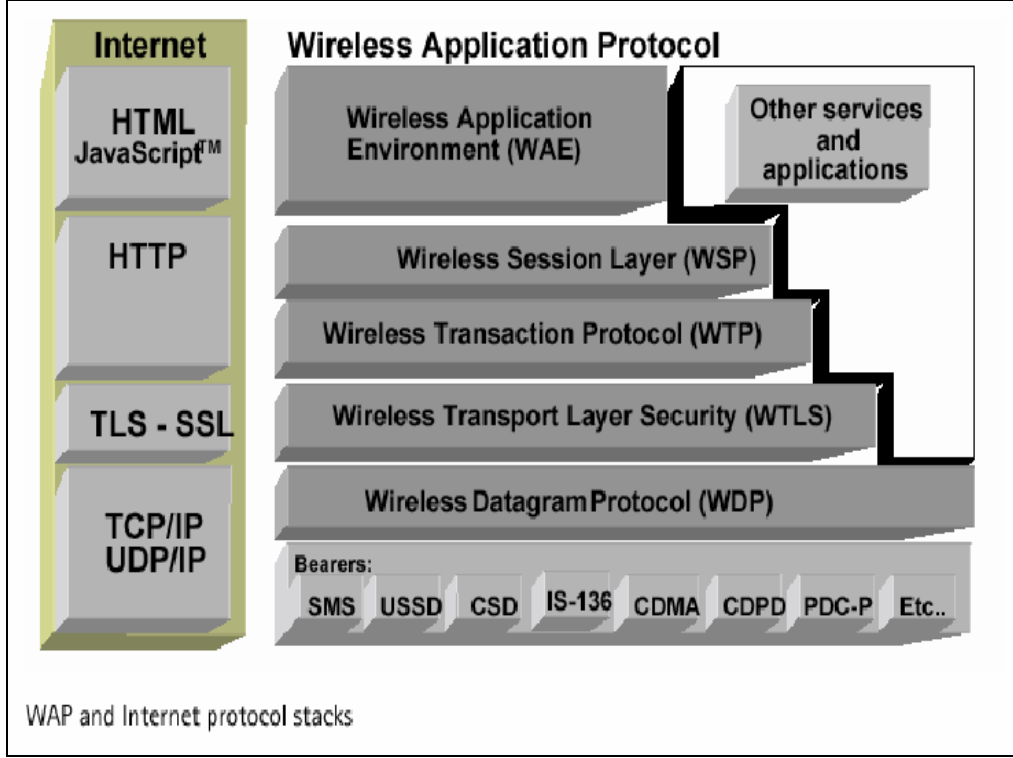 Internet
HTML
JavaScript™
HTTP
TLS - SSL
TCP/IP
UDP/IP
Wireless Application Protocol
Wireless Application
Environment (WAE)
Other services
and
applications
Wireless Session Layer (WSP)
Wireless Transaction Protocol (WTP)
Wireless Transport Layer Security (WTLS)
Wireless Datagram Protocol (WDP)
Bearers:
SMS USSD CSD IS-136 CDMA CDPD PDC-P Etc..
WAP and Internet protocol stacks